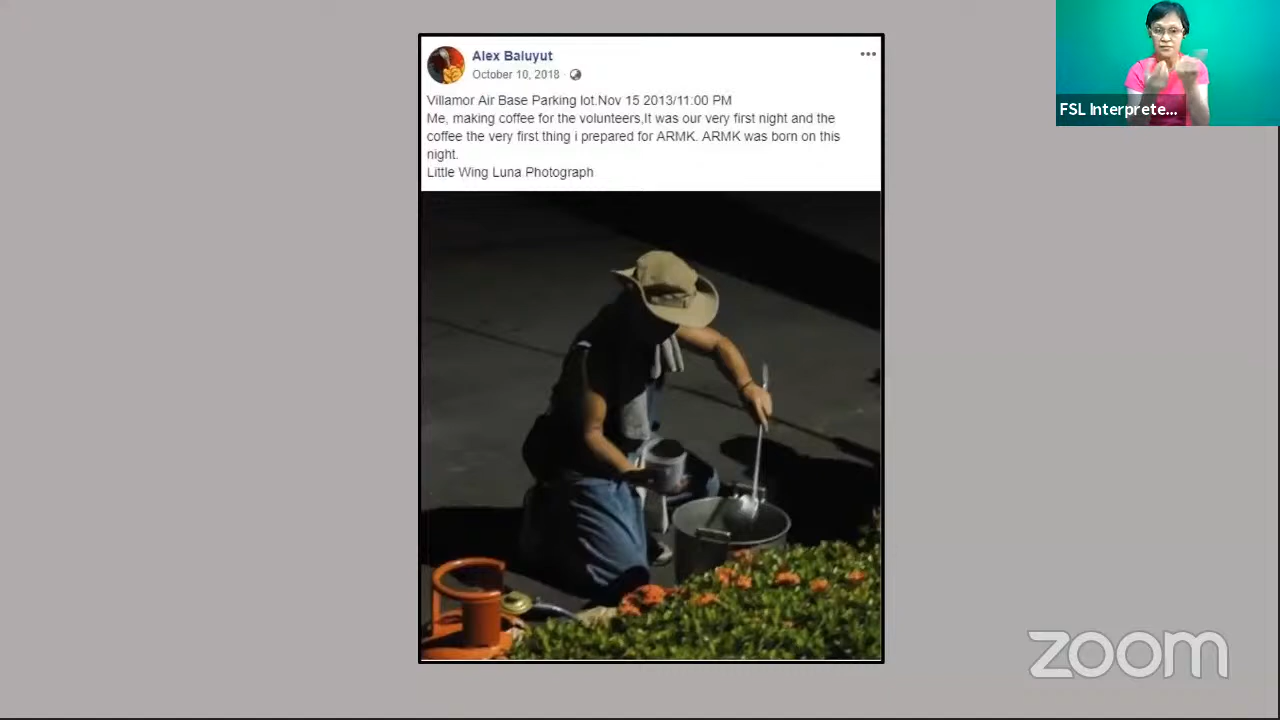 Alex Baluyut
October 10, 2018 ·
Villamor Air Base Parking lot.Nov 15 2013/11:00 PM
Me, making coffee for the volunteers,It was our very first night and the
coffee the very first thing i prepared for ARMK. ARMK was born on this
night.
Little Wing Luna Photograph
FSL Interprete
zoom